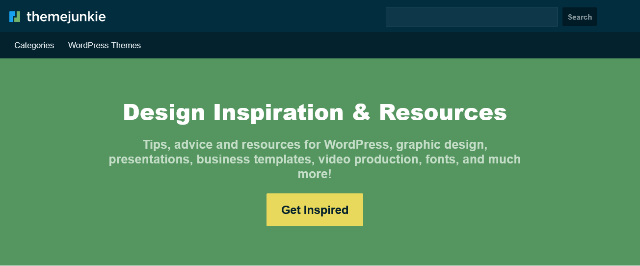 themejunkie
Search
Categories WordPress Themes
Design Inspiration & Resources
Tips, advice and resources for WordPress, graphic design,
presentations, business templates, video production, fonts, and much
more!
Get Inspired